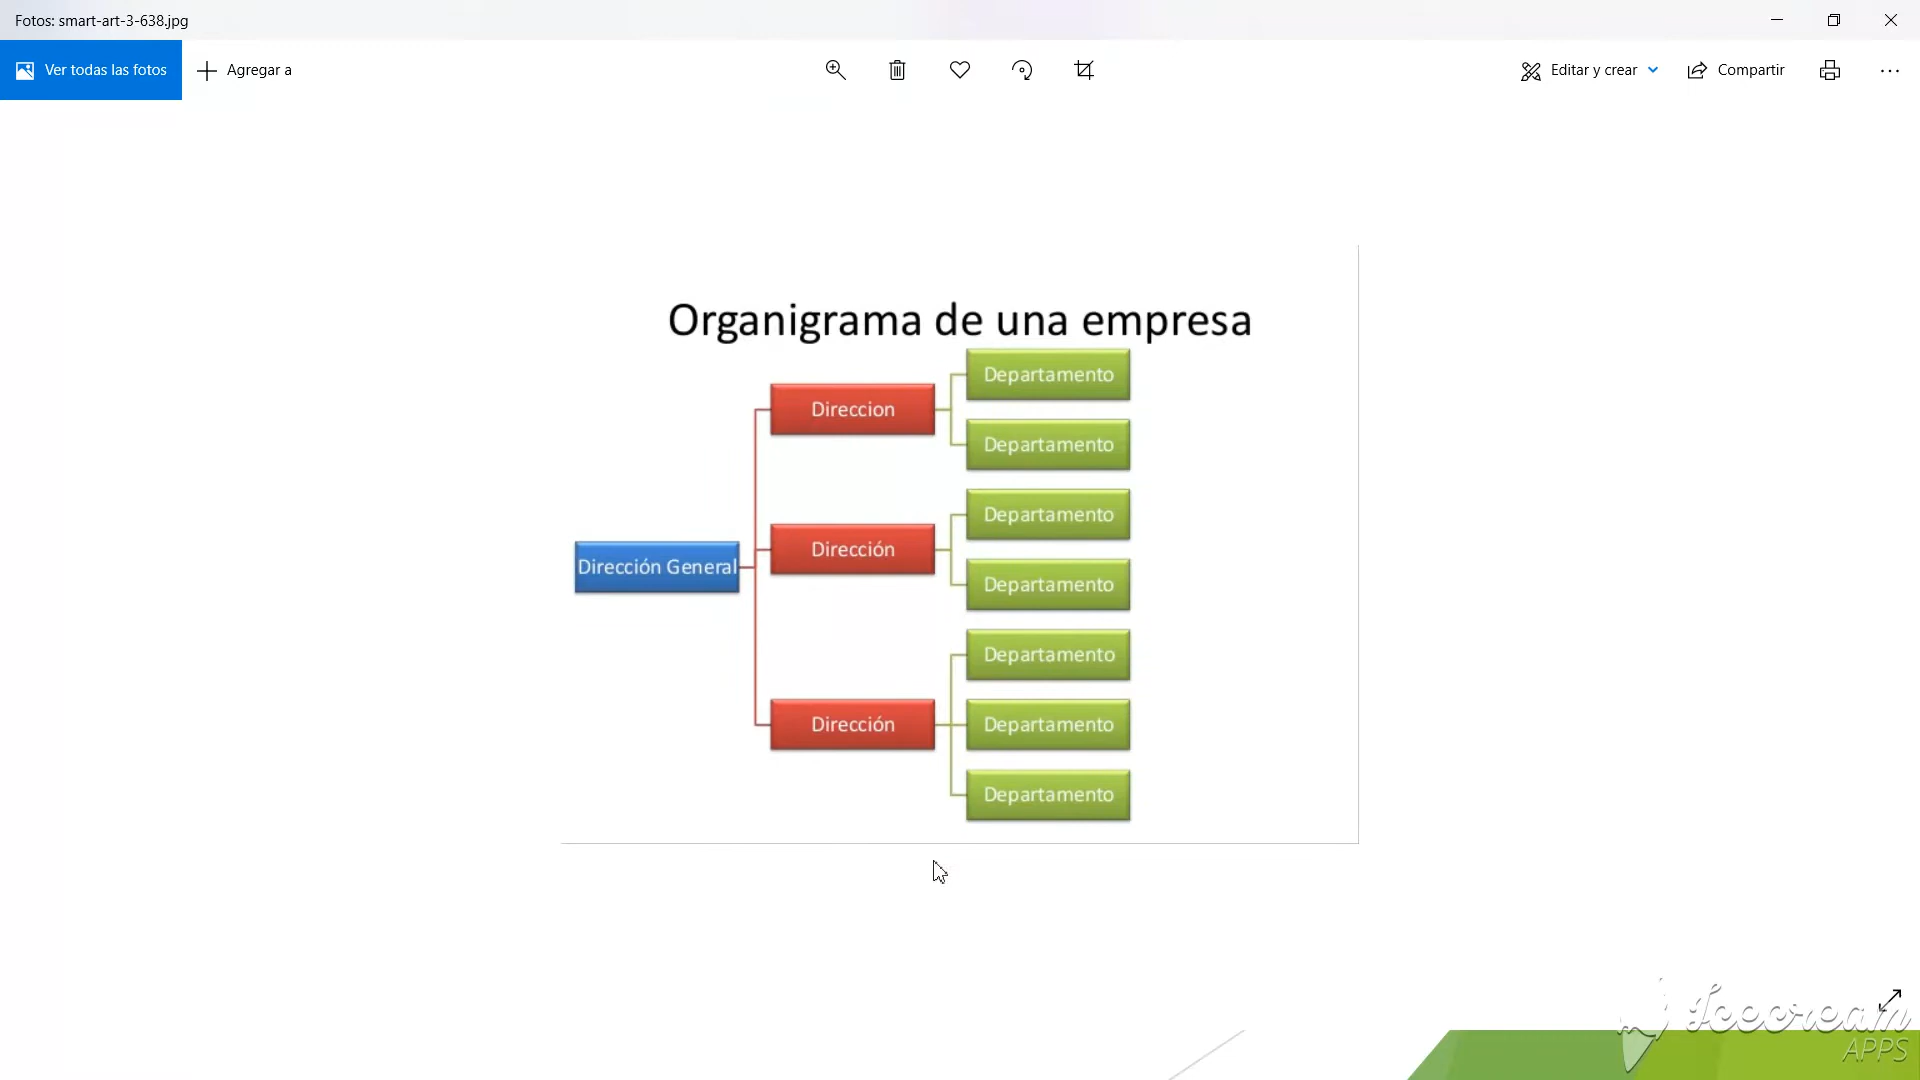 Fotos: smart-art-3-638.jpg
Ver todas las fotos
Agregar a
Editar y crear
Compartir
Organigrama de una empresa
Dirección General
Direccion
Departamento
Departamento
Dirección
Departamento
Departamento
Dirección
Departamento
Departamento
Departamento
Icecream
APPS